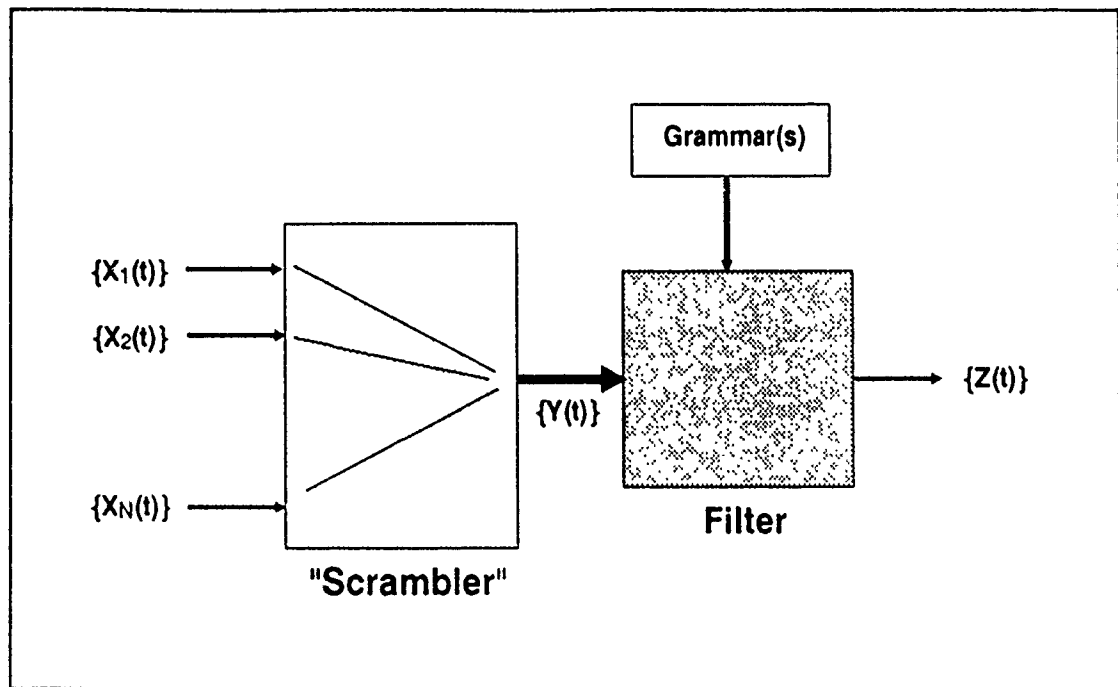 Grammar(s)
{X1(t)}
{X2(t)}
{Y(t)}
{Z(t)}
{XN(t)}
Filter
"Scrambler"